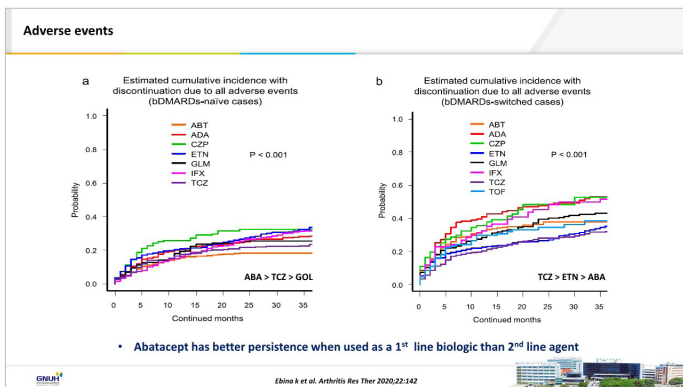 Adverse events
a
Estimated cumulative incidence with
discontinuation due to all adverse events
(bDMARDs-naïve cases)
1.0
0.8
0.6
0.4
0.2
0.0
Probability
ABT
ADA
CZP
ETN
GLM
IFX
TCZ
P < 0.001
ABA > TCZ > GOL
0 5 10 15 20 25 30 35
Continued months
b
Estimated cumulative incidence with
discontinuation due to all adverse events
(bDMARDs-switched cases)
1.0
0.8
0.6
0.4
0.2
0.0
Probability
ABT
ADA
CZP
ETN
GLM
IFX
TCZ
TOF
P < 0.001
TCZ > ETN > ABA
0 5 10 15 20 25 30 35
Continued months
• Abatacept has better persistence when used as a 1st line biologic than 2nd line agent
GNUH
Ebina k et al. Arthritis Res Ther 2020;22:142